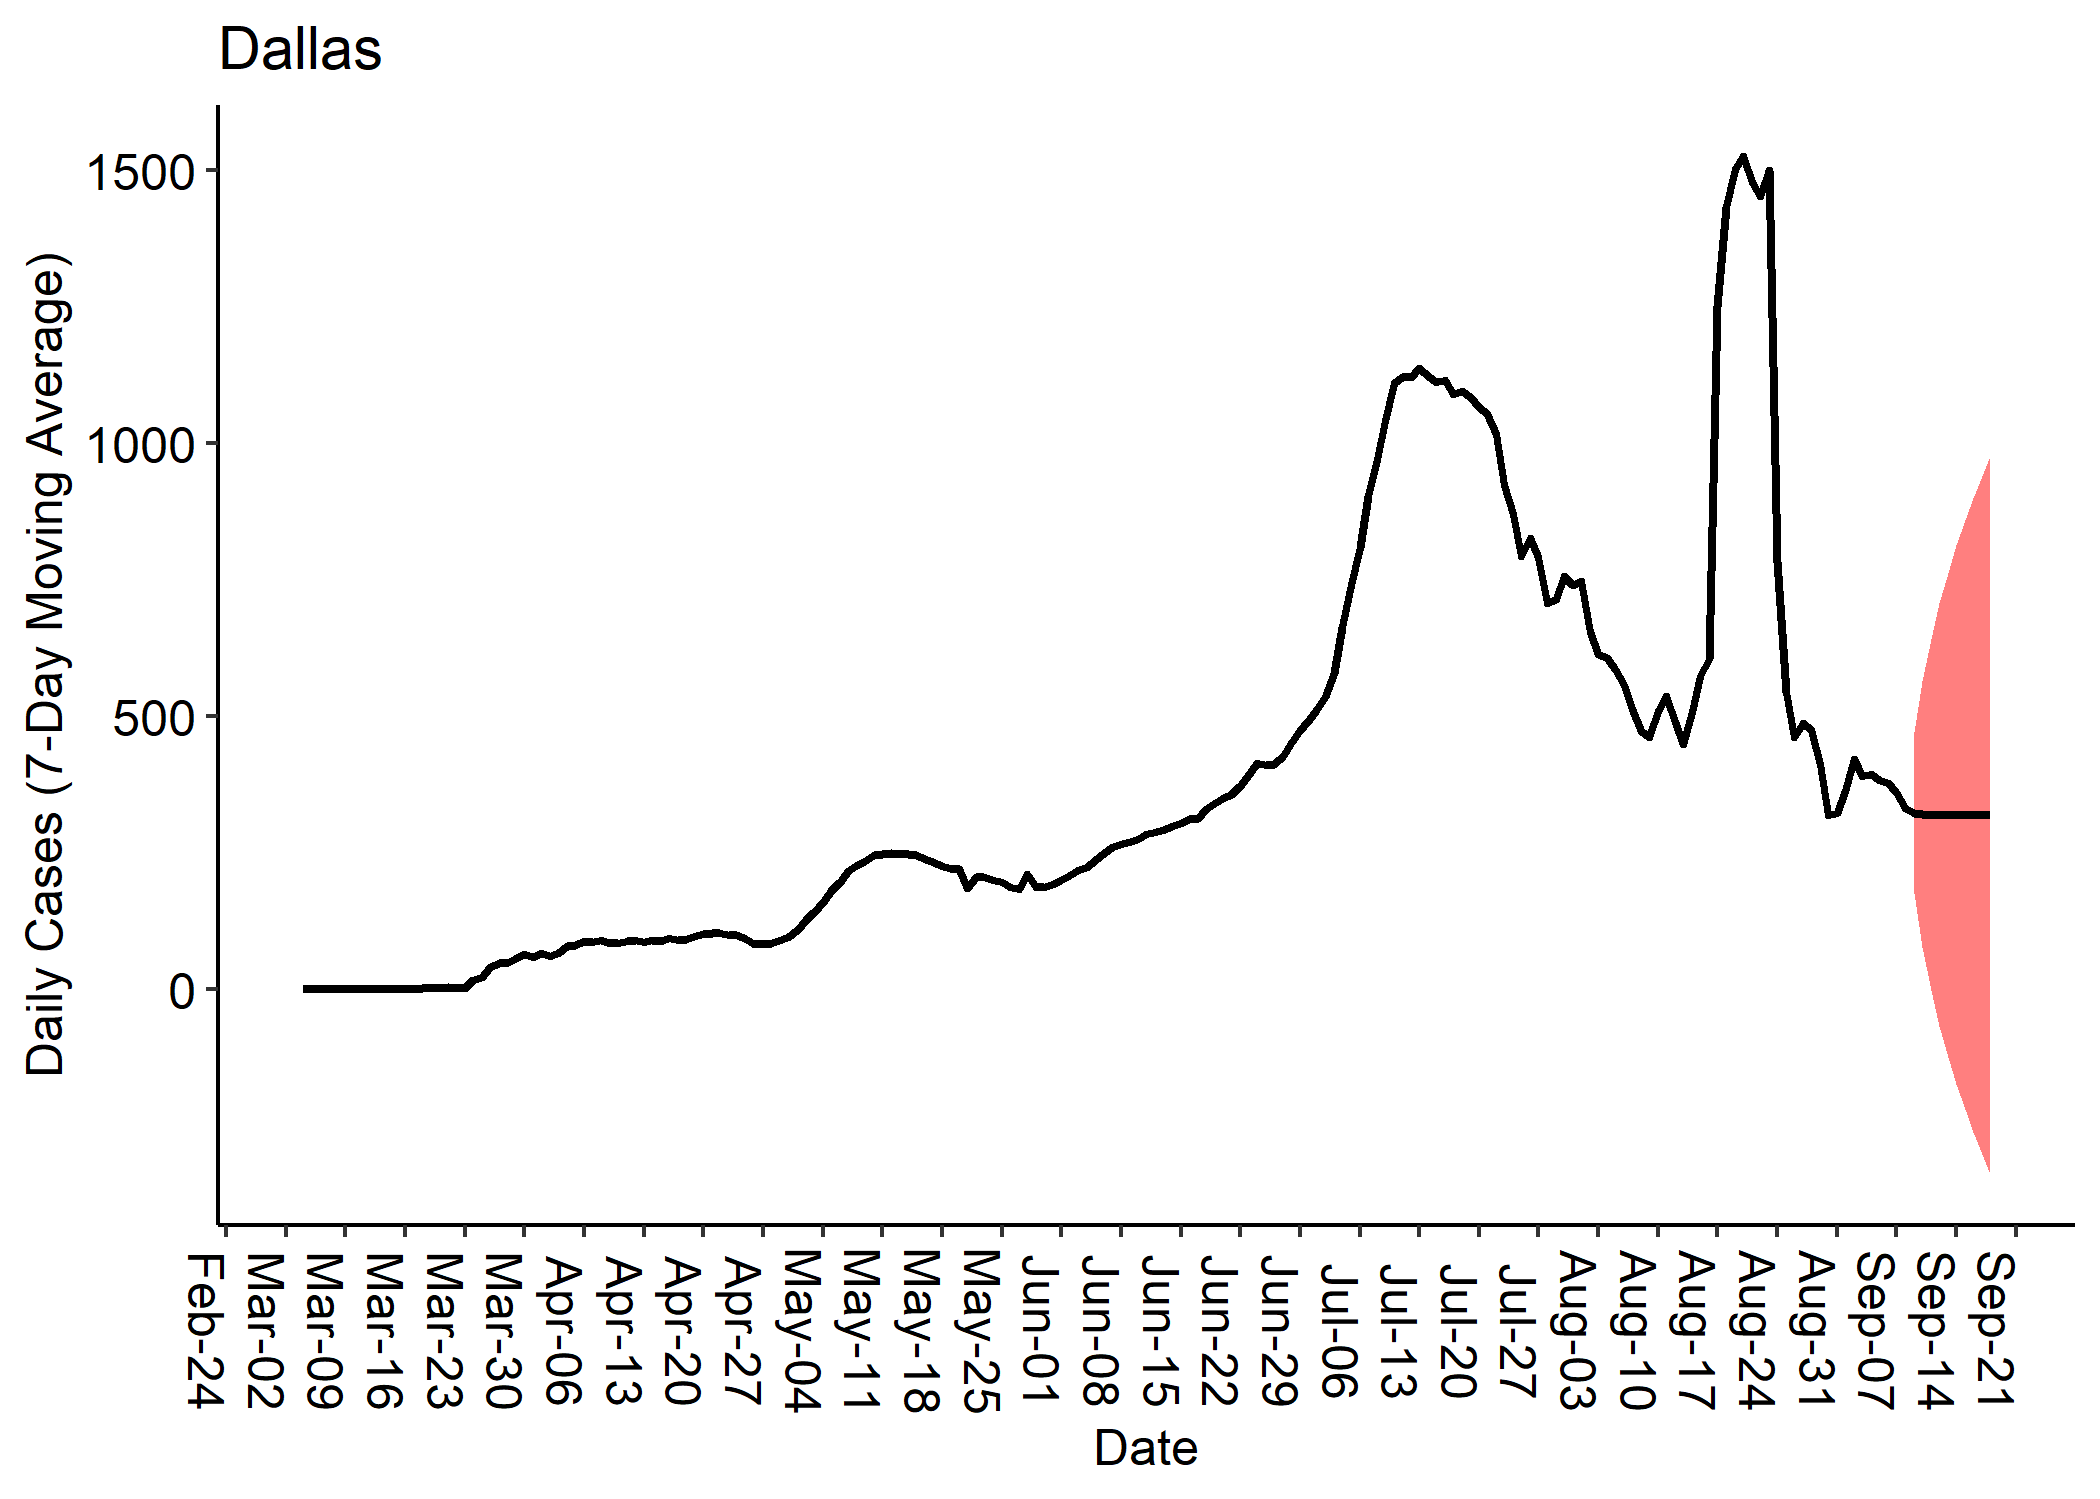 Dallas
Daily Cases (7-Day Moving Average)
1500
1000
500
0
Feb-24
Mar-02
Mar-09
Mar-16
Mar-23
Mar-30
Apr-06
Apr-13
Apr-20
Apr-27
May-04
May-11
May-18
May-25
Jun-01
Jun-08
Jun-15
Jun-22
Jun-29
Jul-06
Jul-13
Jul-20
Jul-27
Aug-03
Aug-10
Aug-17
Aug-24
Aug-31
Sep-07
Sep-14
Sep-21
Date